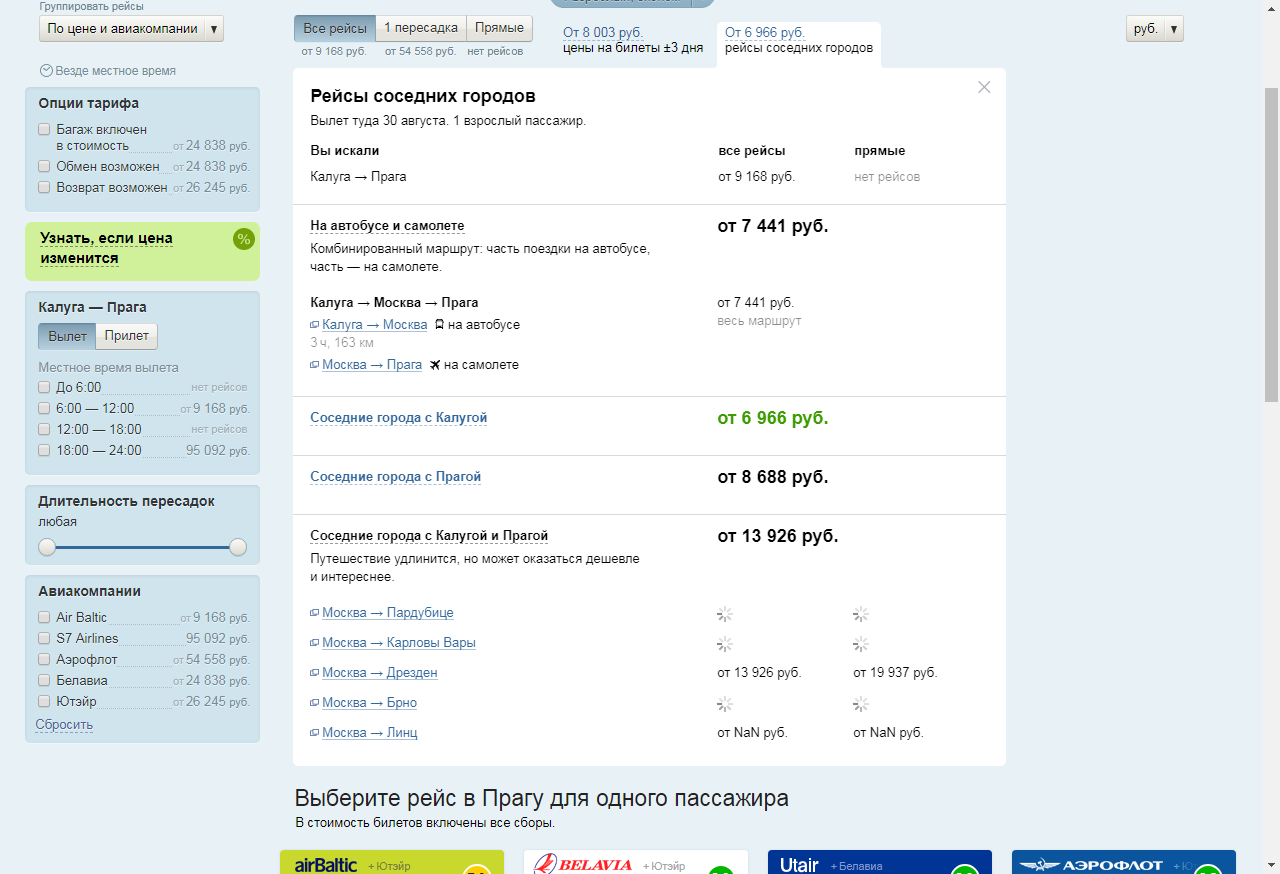 Группировать рейсы
По цене и авиакомпании ▼
Везде местное время
Опции тарифа
Багаж включен
в стоимость от 24 838 руб.
Обмен возможен от 24 838 руб.
Возврат возможен от 26 245 руб.
Узнать, если цена
изменится
%
Калуга — Прага
Вылет Прилет
Местное время вылета
До 6:00 нет рейсов
6:00 — 12:00 от 9 168 руб.
12:00 — 18:00 нет рейсов
18:00 — 24:00 95 092 руб.
Длительность пересадок
любая
Авиакомпании
Air Baltic от 9 168 руб.
S7 Airlines 95 092 руб.
Аэрофлот от 54 558 руб.
Белавиа от 24 838 руб.
Ютэйр от 26 245 руб.
Сбросить
Все рейсы 1 пересадка Прямые
от 9 168 руб. от 54 558 руб. нет рейсов
От 8 003 руб.
цены на билеты ±3 дня
От 6 966 руб.
рейсы соседних городов
руб. ▼
Рейсы соседних городов
Вылет туда 30 августа. 1 взрослый пассажир.
Вы искали все рейсы прямые
Калуга → Прага от 9 168 руб. нет рейсов
На автобусе и самолете от 7 441 руб.
Комбинированный маршрут: часть поездки на автобусе,
часть — на самолете.
Калуга → Москва → Прага от 7 441 руб.
весь маршрут
Калуга → Москва на автобусе
3 ч, 163 км
Москва → Прага на самолете
Соседние города с Калугой от 6 966 руб.
Соседние города с Прагой от 8 688 руб.
Соседние города с Калугой и Прагой от 13 926 руб.
Путешествие удлинится, но может оказаться дешевле
и интереснее.
Москва → Пардубице
Москва → Карловы Вары
Москва → Дрезден от 13 926 руб. от 19 937 руб.
Москва → Брно
Москва → Линц от NaN руб. от NaN руб.
Выберите рейс в Прагу для одного пассажира
В стоимость билетов включены все сборы.
airBaltic + Ютэйр
BELAVIA + Ютэйр
Utair + Белавиа
АЭРОФЛОТ